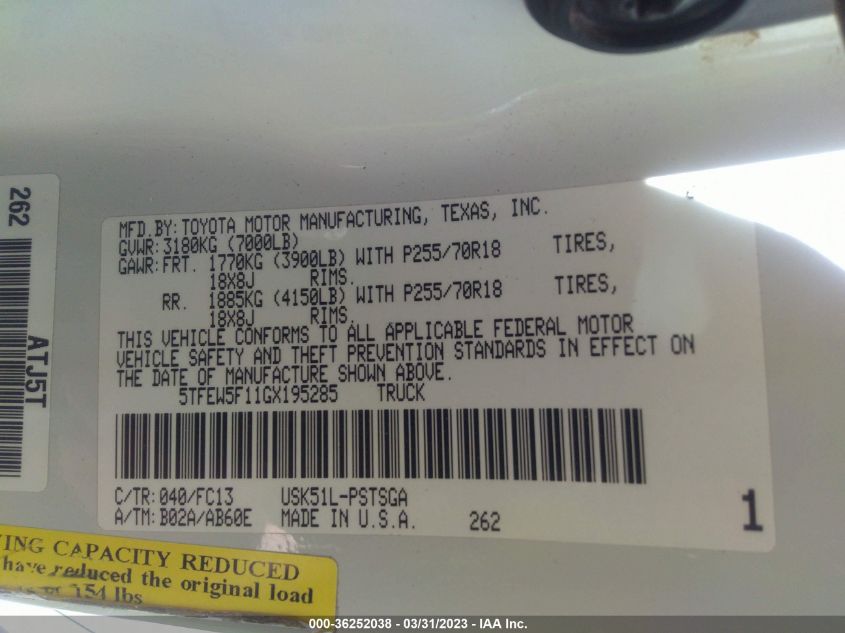 262
ATJ5T
MFD.BY: TOYOTA MOTOR MANUFACTURING, TEXAS, INC.
GVWR: 3180KG (7000LB)
GAWR: FRT. 1770KG (3900LB) WITH P255/70R18 TIRES,
18X8J RIMS.
RR. 1885KG (4150LB) WITH P255/70R18 TIRES,
18X8J RIMS.
THIS VEHICLE CONFORMS TO ALL APPLICABLE FEDERAL MOTOR
VEHICLE SAFETY AND THEFT PREVENTION STANDARDS IN EFFECT ON
THE DATE OF MANUFACTURE SHOWN ABOVE.
5TFEW5F11GX195285 TRUCK
C/TR: 040/FC13 USK51L-PSTSGA
A/TM: B02A/AB60E MADE IN U.S.A. 262 1
CAPACITY REDUCED
have reduced the original load
154 lbs
000-36252038 - 03/31/2023 - IAA Inc.